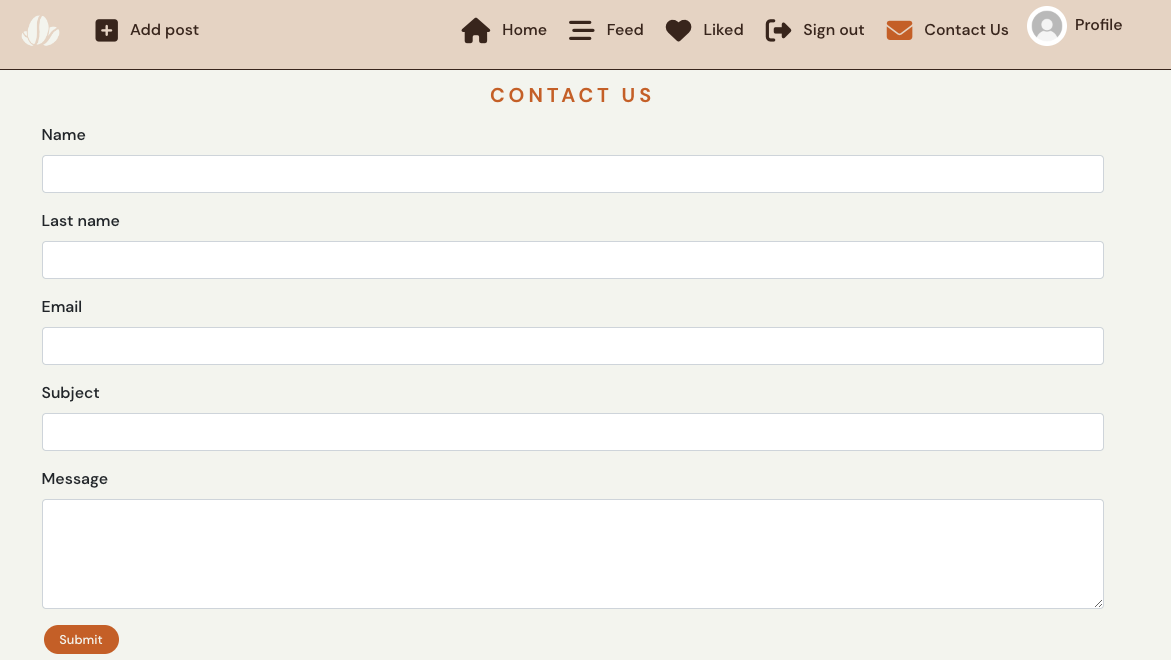 Add post Home Feed Liked Sign out Contact Us Profile
CONTACT US
Name
Last name
Email
Subject
Message
Submit